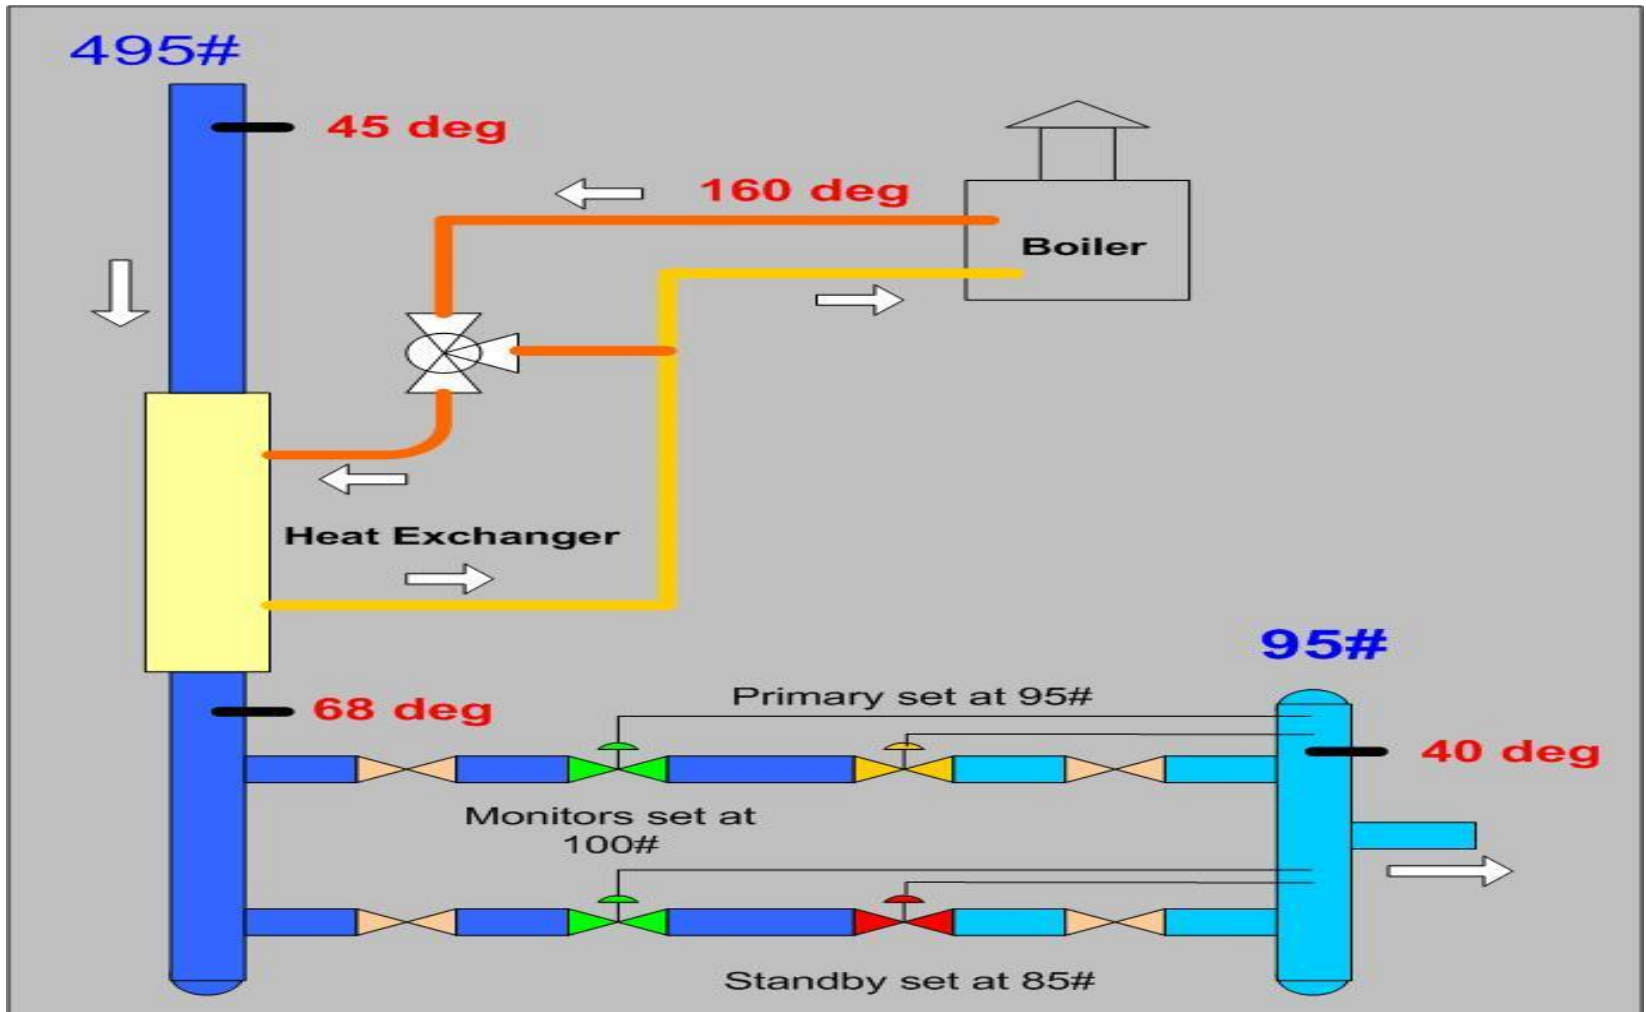 495#
45 deg
160 deg
Boiler
Heat Exchanger
95#
68 deg
Primary set at 95#
40 deg
Monitors set at
100#
Standby set at 85#